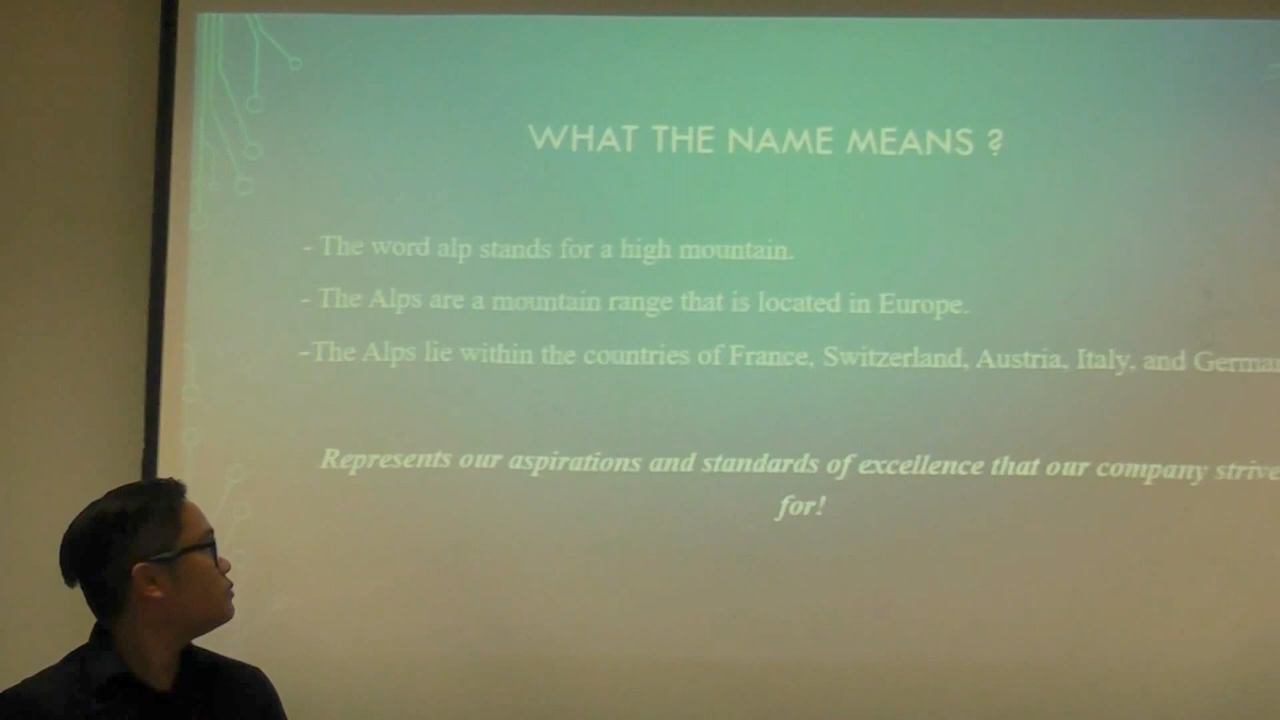 WHAT THE NAME MEANS ?
- The word alp stands for a high mountain.
- The Alps are a mountain range that is located in Europe.
-The Alps lie within the countries of France, Switzerland, Austria, Italy, and German
Represents our aspirations and standards of excellence that our company strive
for!